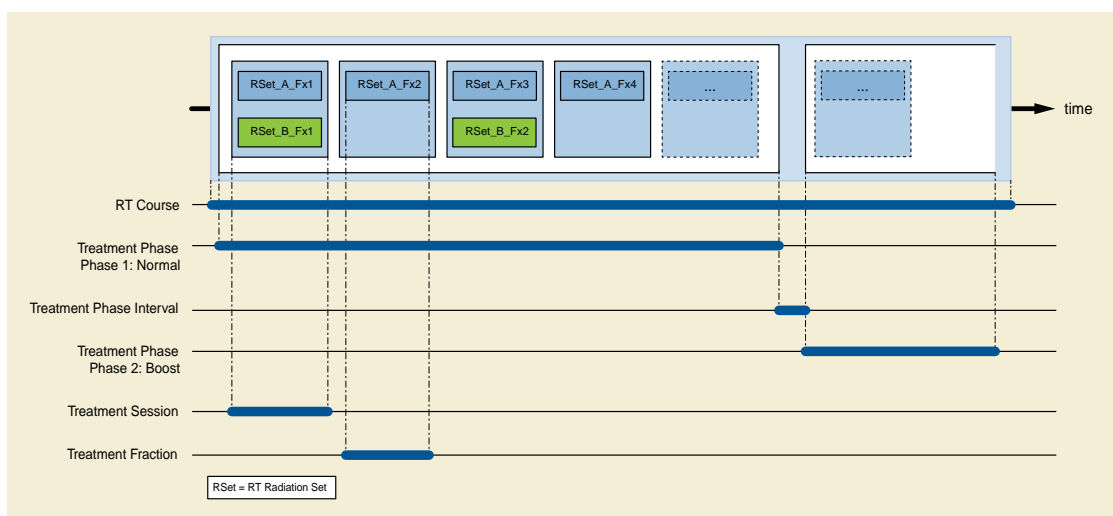 RSet_A_Fx1
RSet_A_Fx2
RSet_A_Fx3
RSet_A_Fx4
...
...
RSet_B_Fx1
RSet_B_Fx2
time
RT Course
Treatment Phase
Phase 1: Normal
Treatment Phase Interval
Treatment Phase
Phase 2: Boost
Treatment Session
Treatment Fraction
RSet = RT Radiation Set